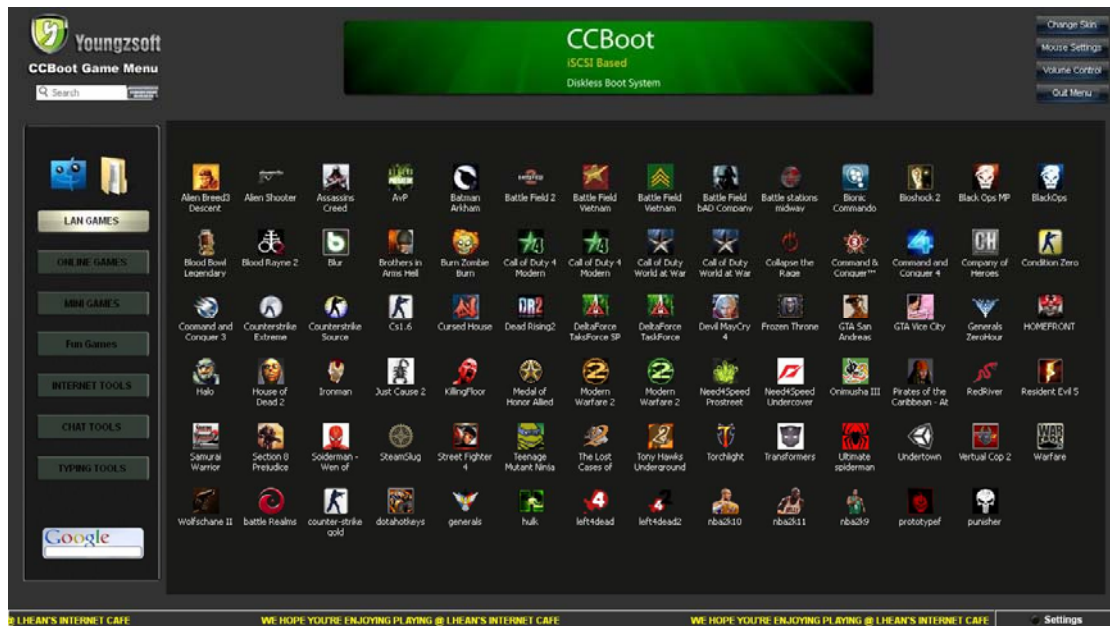 Youngzsoft
CCBoot Game Menu
Search
CCBoot
iSCSI Based
Diskless Boot System
Change Skin
Mouse Settings
Volume Control
Quit Menu
LAN GAMES
ONLINE GAMES
MINI GAMES
Fun Games
INTERNET TOOLS
CHAT TOOLS
TYPING TOOLS
Google
Alien Breed3 Descent
Alien Shooter
Assassins Creed
AvP
Batman Arkham
Battle Field 2
Battle Field Vietnam
Battle Field Vietnam
Battle Field bAD Company
Battle stations midway
Bionic Commando
Bioshock 2
Black Ops MP
BlackOps
Blood Bowl Legendary
Blood Rayne 2
Blur
Brothers in Arms Hell
Burn Zombie Burn
Call of Duty 4 Modern
Call of Duty 4 Modern
Call of Duty World at War
Call of Duty World at War
Collapse the Rage
Command & Conquer™
Command and Conquer 4
Company of Heroes
Condition Zero
Coomand and Conquer 3
Counterstrike Extreme
Counterstrike Source
Cs1.6
Cursed House
Dead Rising2
DeltaForce TaksForce SP
DeltaForce TaskForce
Devil MayCry 4
Frozen Throne
GTA San Andreas
GTA Vice City
Generals ZeroHour
HOMEFRONT
Halo
House of Dead 2
Ironman
Just Cause 2
KillingFloor
Medal of Honor Allied
Modern Warfare 2
Modern Warfare 2
Need4Speed Prostreet
Need4Speed Undercover
Onimusha III
Pirates of the Caribbean - At
RedRiver
Resident Evil 5
Samurai Warrior
Section 8 Prejudice
Soiderman - Wen of
SteamSlug
Street Fighter 4
Teenage Mutant Ninja
The Lost Cases of
Tony Hawks Underground
Torchlight
Transformers
Ultimate spiderman
Undertown
Vertual Cop 2
Warfare
Wolfschane II
battle Realms
counter-strike gold
dotahotkeys
generals
hulk
left4dead
left4dead2
nba2k10
nba2k11
nba2k9
prototypef
punisher
@ LHEAN'S INTERNET CAFE WE HOPE YOU'RE ENJOYING PLAYING @ LHEAN'S INTERNET CAFE WE HOPE YOU'RE ENJOYING PLAYING @ LHEAN'S INTERNET CAFE
Settings